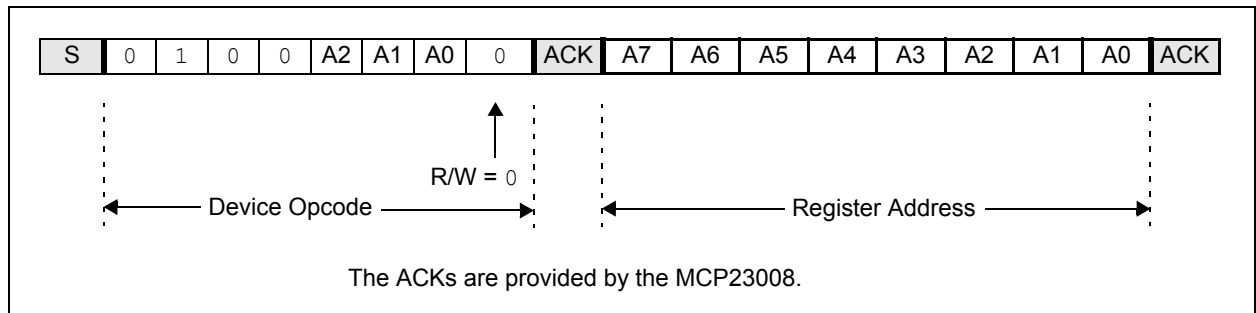 S 0 1 0 0 A2 A1 A0 0 ACK A7 A6 A5 A4 A3 A2 A1 A0 ACK
R/W = 0
Device Opcode Register Address
The ACKs are provided by the MCP23008.